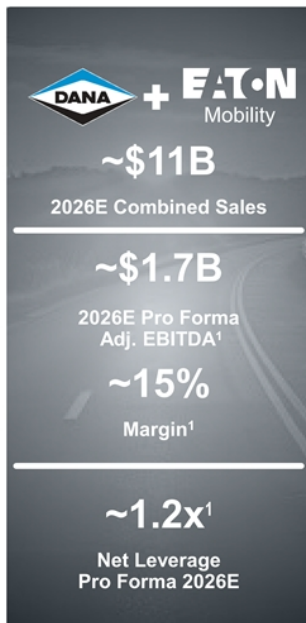 DANA + EATON
Mobility
~$11B
2026E Combined Sales
~$1.7B
2026E Pro Forma
Adj. EBITDA¹
~15%
Margin¹
~1.2x¹
Net Leverage
Pro Forma 2026E